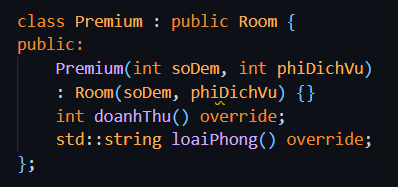 class Premium : public Room {
public:
    Premium(int soDem, int phiDichVu)
    : Room(soDem, phiDichVu) {}
    int doanhThu() override;
    std::string loaiPhong() override;
};